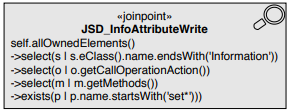 «joinpoint»
JSD_InfoAttributeWrite
self.allOwnedElements()
->select(s | s.eClass().name.endsWith('Information'))
->select(o | o.getCallOperationAction())
->select(m | m.getMethods())
->exists(p | p.name.startsWith('set*')))